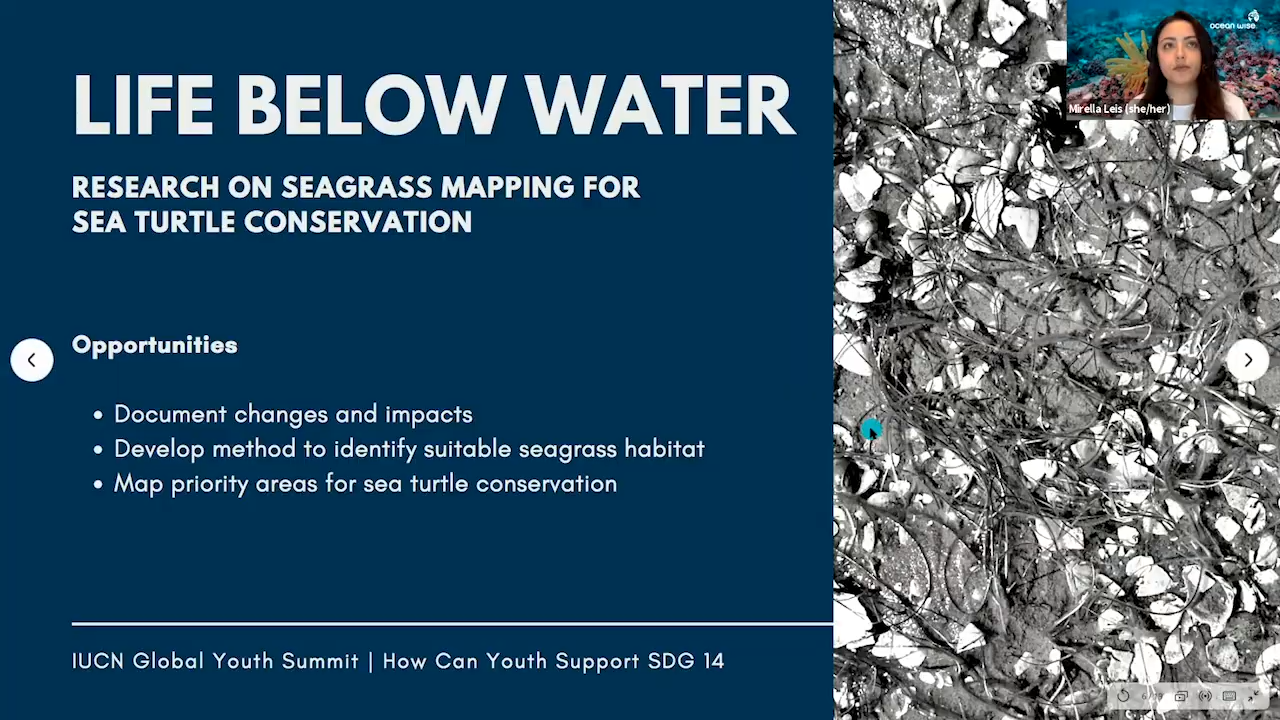 LIFE BELOW WATER
RESEARCH ON SEAGRASS MAPPING FOR
SEA TURTLE CONSERVATION
Opportunities
• Document changes and impacts
• Develop method to identify suitable seagrass habitat
• Map priority areas for sea turtle conservation
IUCN Global Youth Summit | How Can Youth Support SDG 14
ocean wise
Mirella Leis (she/her)